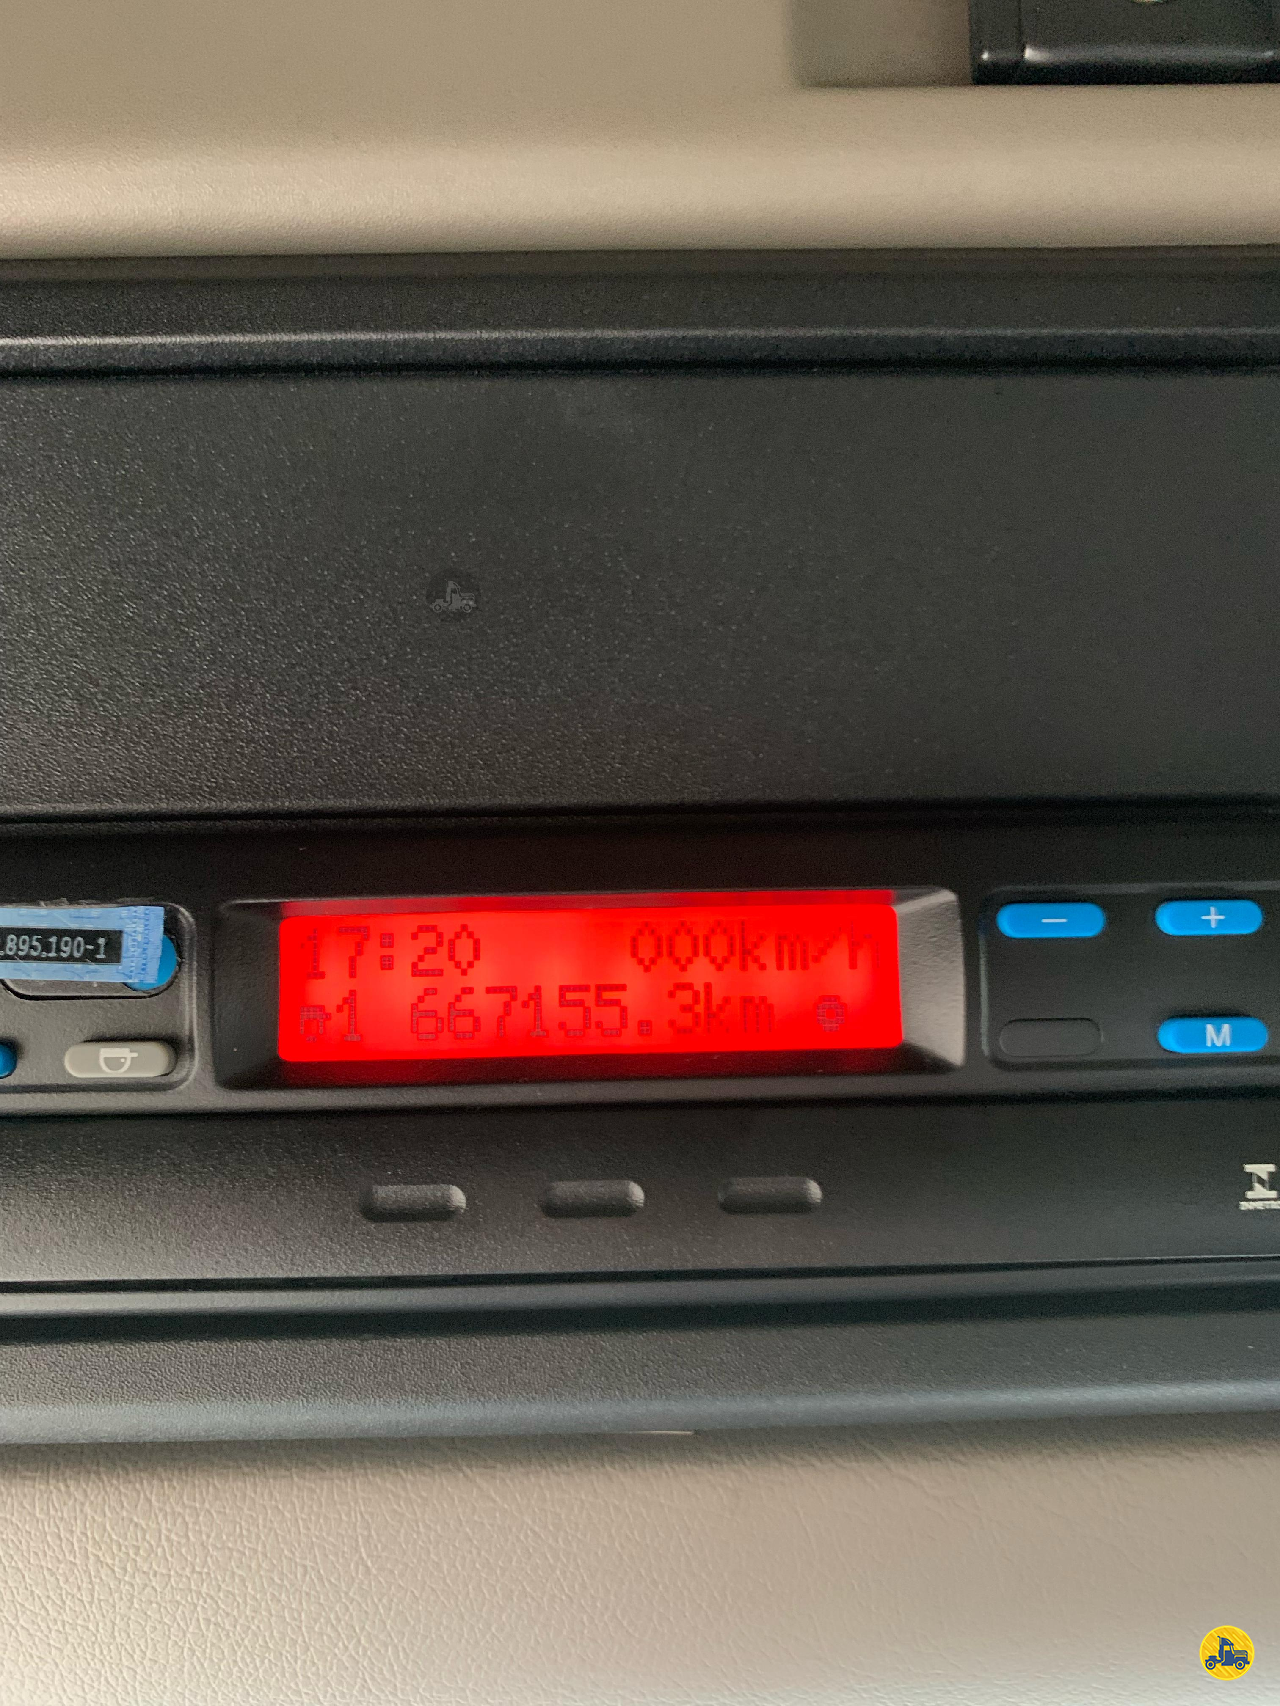 .895.190-1
17:20 000km/h
1 667155.3km
− +
M